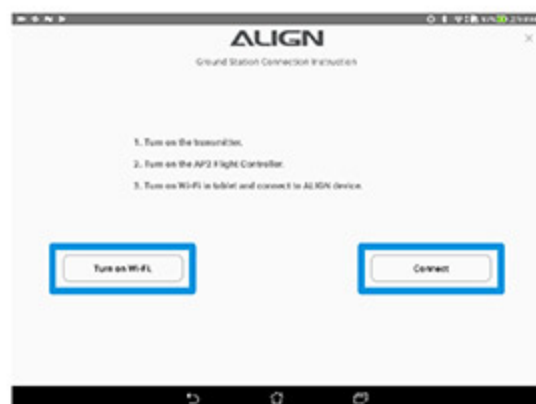 ALIGN
Ground Station Connection Instruction
1. Turn on the transmitter.
2. Turn on the AP2 Flight Controller.
3. Turn on Wi-Fi in tablet and connect to ALIGN device.
Turn on Wi-Fi.
Connect